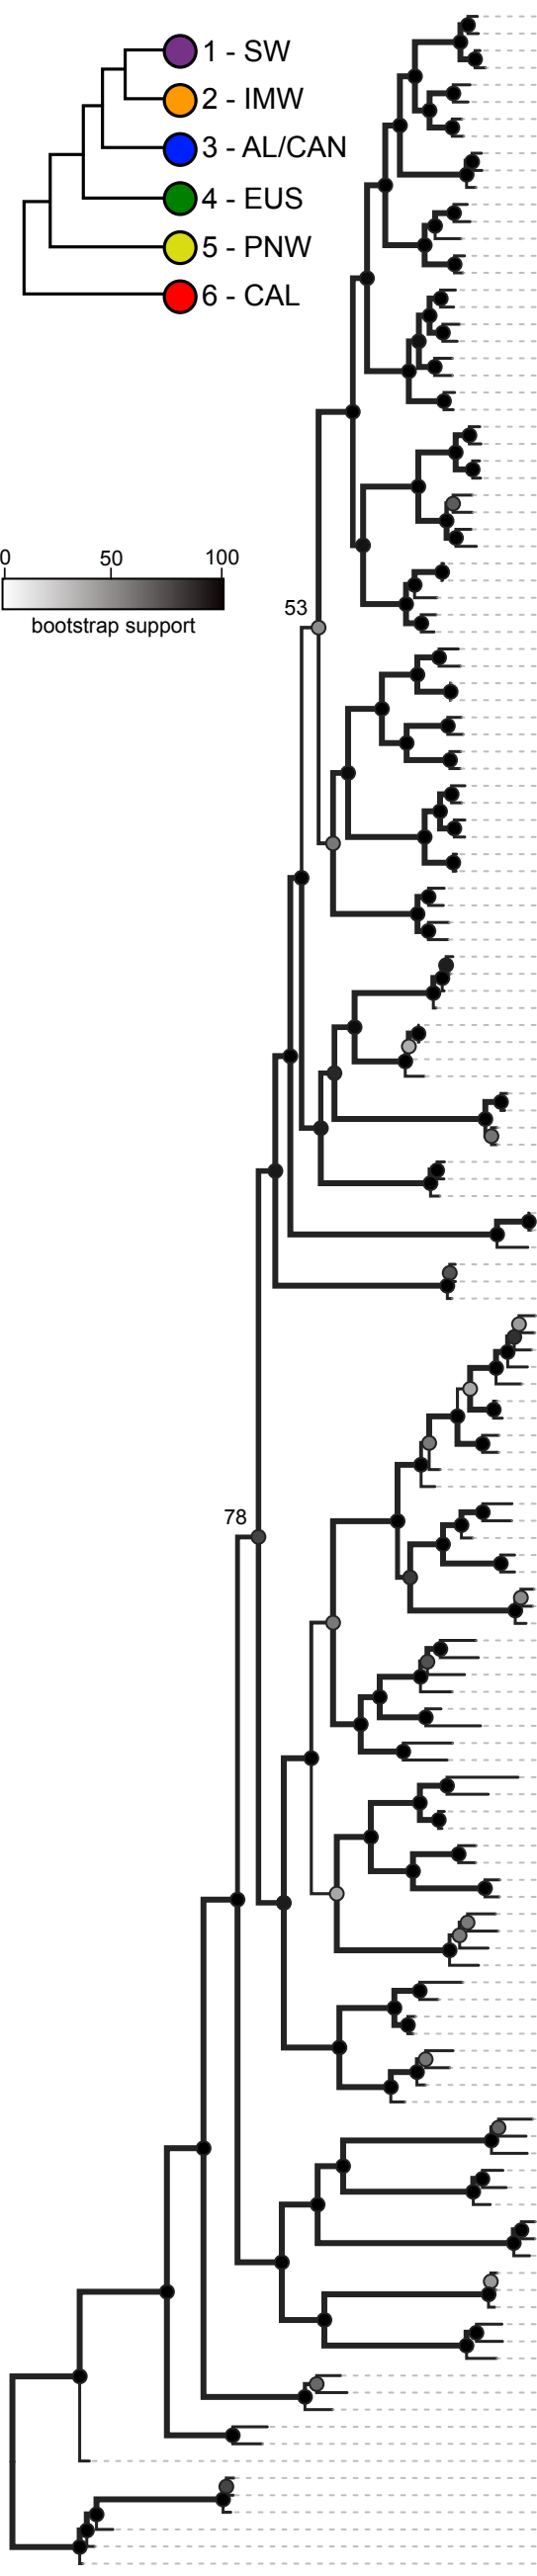 1 - SW
2 - IMW
3 - AL/CAN
4 - EUS
5 - PNW
6 - CAL
0 50 100
bootstrap support
53
78